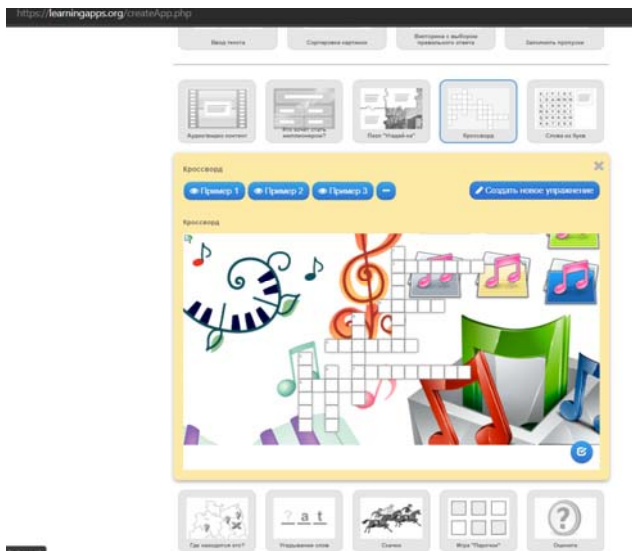 https://learningapps.org/createApp.php
Ввод текста
Сортировка картинок
Викторина с выбором
правильного ответа
Заполнить пропуски
Аудио/видео контент
Кто хочет стать
миллионером?
Пазл "Угадай-ка"
Кроссворд
Слова из букв
Кроссворд
Пример 1
Пример 2
Пример 3
Создать новое упражнение
Кроссворд
Где находится это?
? a t
Угадывание слов
Скачки
Игра "Парочки"
Оцените